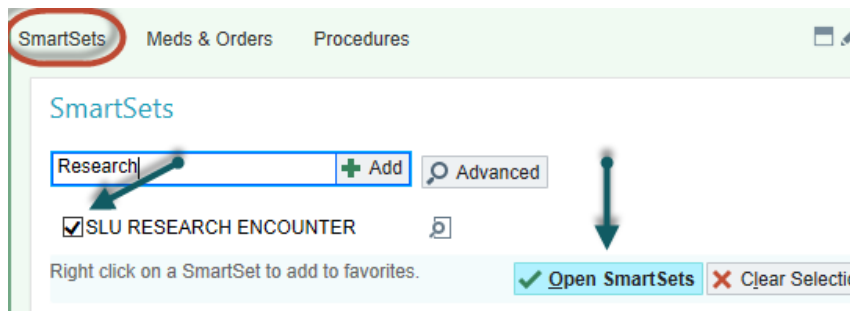 SmartSets Meds & Orders Procedures
SmartSets
Research Add Advanced
SLU RESEARCH ENCOUNTER
Right click on a SmartSet to add to favorites. Open SmartSets Clear Selectio